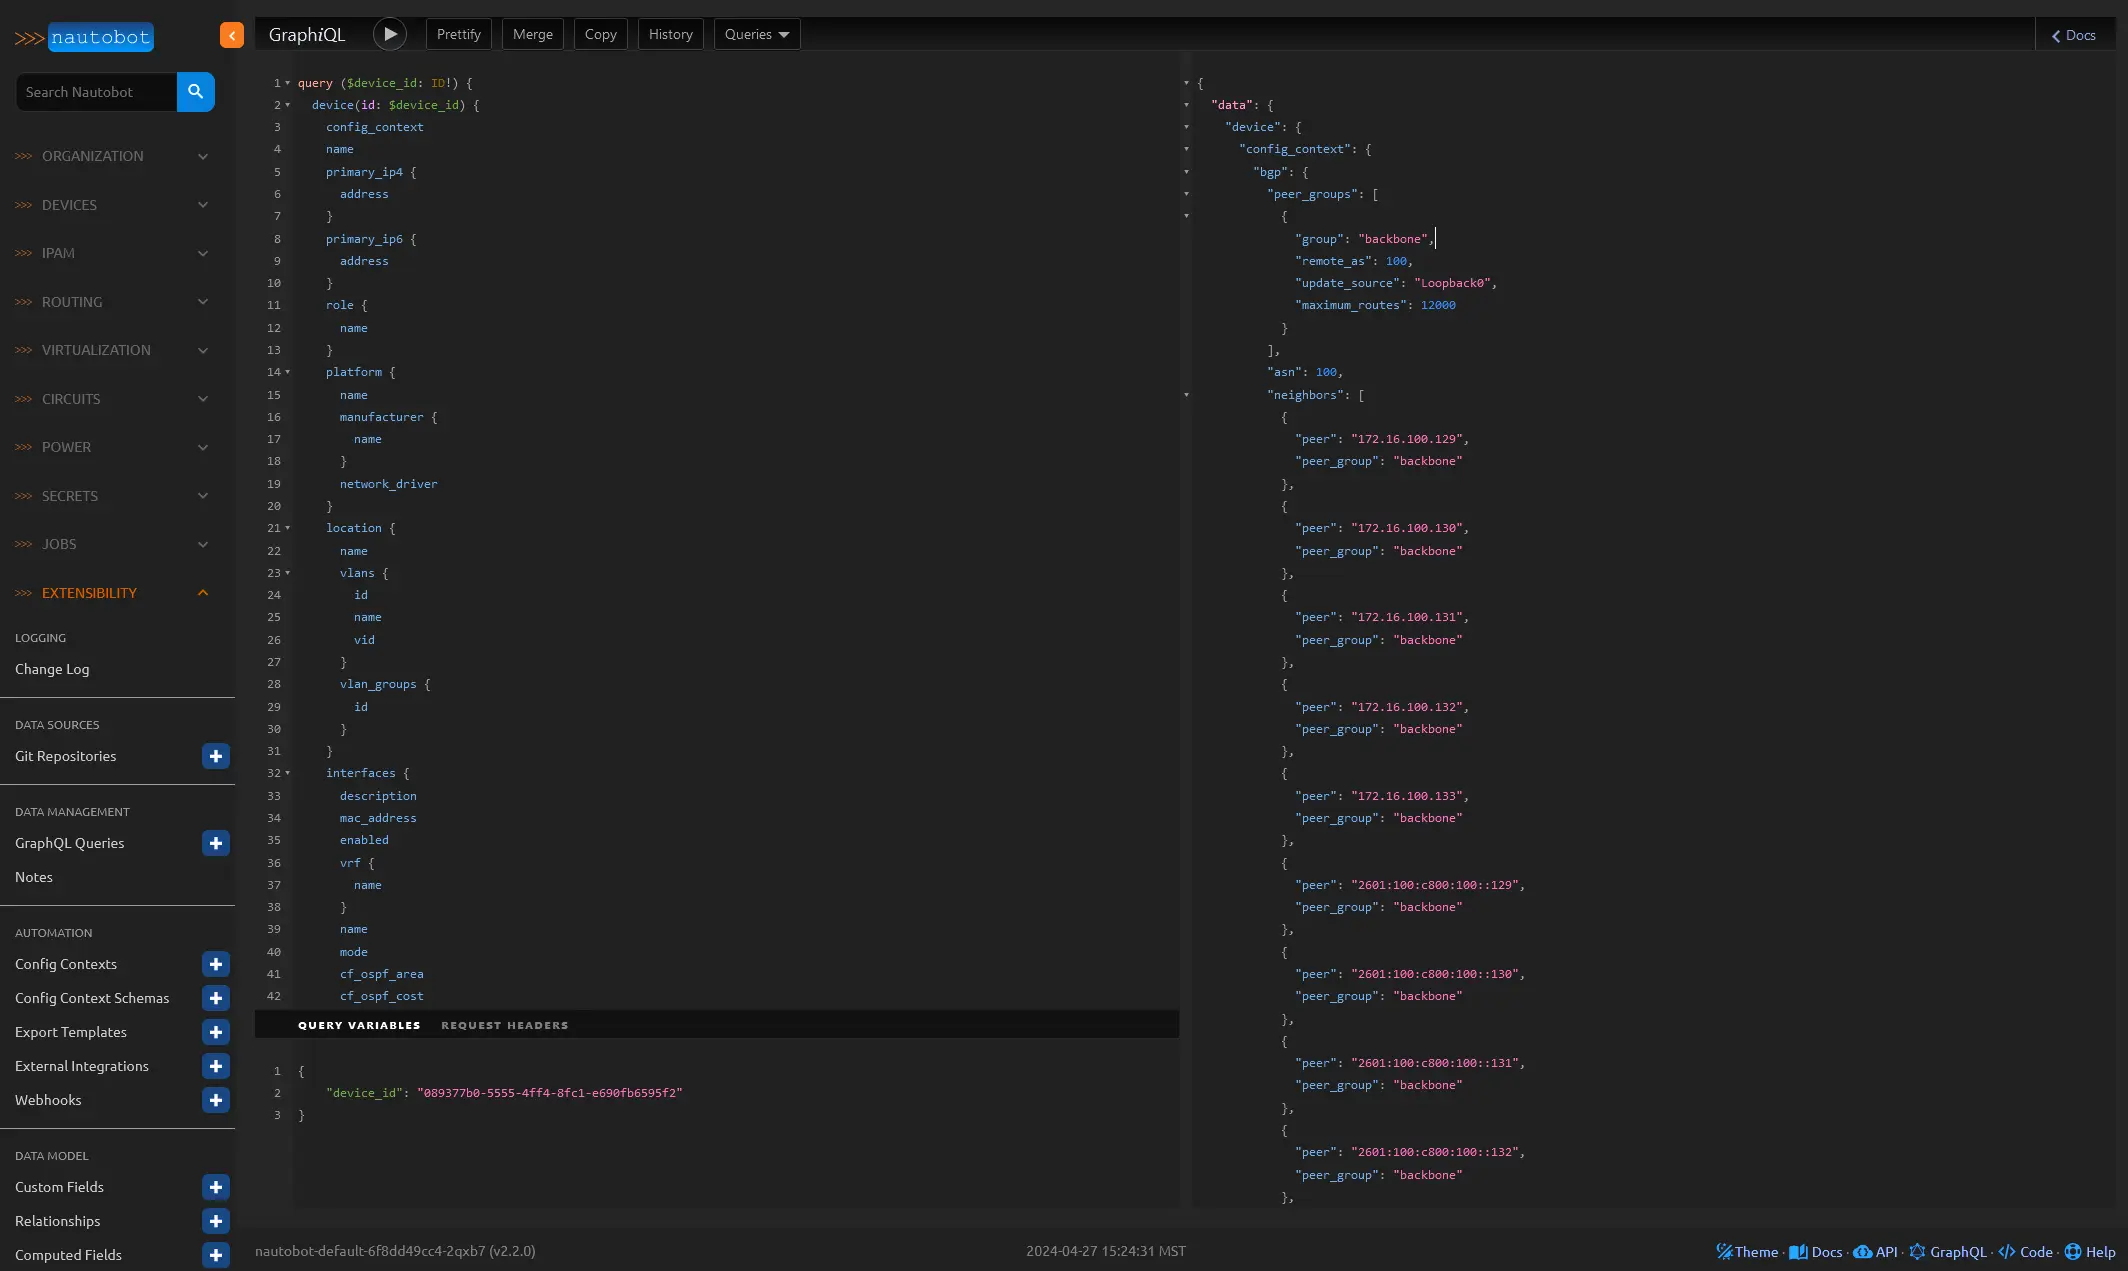 >>> nautobot
Search Nautobot
>>> ORGANIZATION
>>> DEVICES
>>> IPAM
>>> ROUTING
>>> VIRTUALIZATION
>>> CIRCUITS
>>> POWER
>>> SECRETS
>>> JOBS
>>> EXTENSIBILITY
LOGGING
Change Log
DATA SOURCES
Git Repositories
DATA MANAGEMENT
GraphQL Queries
Notes
AUTOMATION
Config Contexts
Config Context Schemas
Export Templates
External Integrations
Webhooks
DATA MODEL
Custom Fields
Relationships
Computed Fields
GraphiQL Prettify Merge Copy History Queries Docs
1 query ($device_id: ID!) {
2 device(id: $device_id) {
3 config_context
4 name
5 primary_ip4 {
6 address
7 }
8 primary_ip6 {
9 address
10 }
11 role {
12 name
13 }
14 platform {
15 name
16 manufacturer {
17 name
18 }
19 network_driver
20 }
21 location {
22 name
23 vlans {
24 id
25 name
26 vid
27 }
28 vlan_groups {
29 id
30 }
31 }
32 interfaces {
33 description
34 mac_address
35 enabled
36 vrf {
37 name
38 }
39 name
40 mode
41 cf_ospf_area
42 cf_ospf_cost
QUERY VARIABLES REQUEST HEADERS
1 {
2 "device_id": "089377b0-5555-4ff4-8fc1-e690fb6595f2"
3 }
{
"data": {
"device": {
"config_context": {
"bgp": {
"peer_groups": [
{
"group": "backbone",
"remote_as": 100,
"update_source": "Loopback0",
"maximum_routes": 12000
}
],
"asn": 100,
"neighbors": [
{
"peer": "172.16.100.129",
"peer_group": "backbone"
},
{
"peer": "172.16.100.130",
"peer_group": "backbone"
},
{
"peer": "172.16.100.131",
"peer_group": "backbone"
},
{
"peer": "172.16.100.132",
"peer_group": "backbone"
},
{
"peer": "172.16.100.133",
"peer_group": "backbone"
},
{
"peer": "2601:100:c800:100::129",
"peer_group": "backbone"
},
{
"peer": "2601:100:c800:100::130",
"peer_group": "backbone"
},
{
"peer": "2601:100:c800:100::131",
"peer_group": "backbone"
},
{
"peer": "2601:100:c800:100::132",
"peer_group": "backbone"
},
nautobot-default-6f8dd49cc4-2qxb7 (v2.2.0)
2024-04-27 15:24:31 MST
Theme · Docs · API · GraphQL · Code · Help